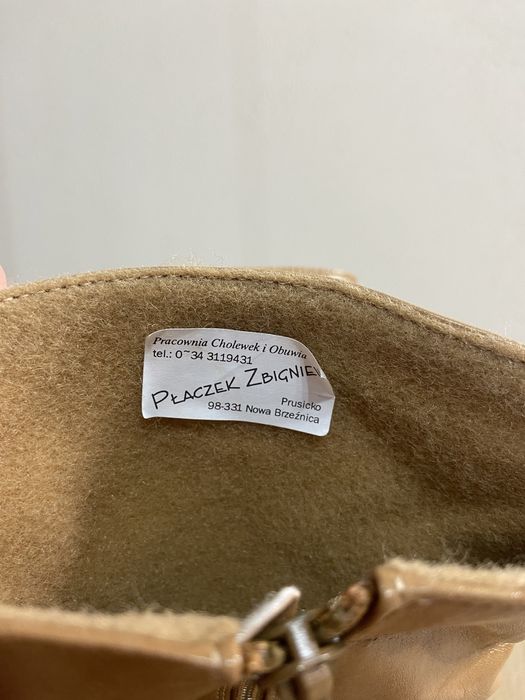 Pracownia Cholewek i Obuwia
tel.: 0~34 3119431
PŁACZEK ZBIGNIEW
Prusicko
98-331 Nowa Brzeźnica